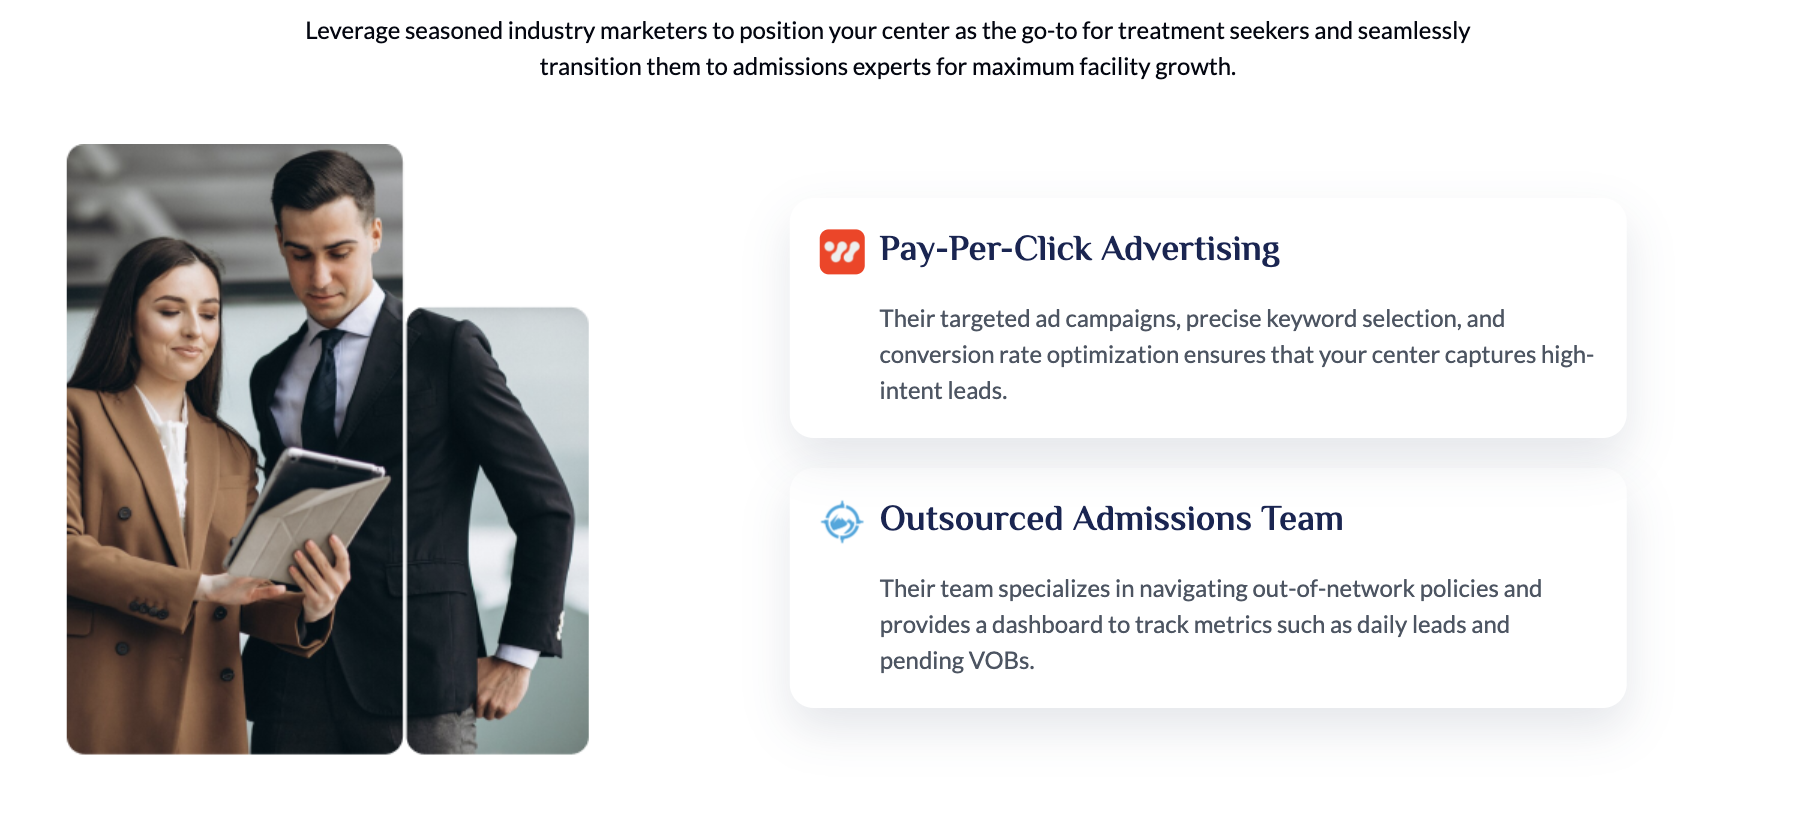 Leverage seasoned industry marketers to position your center as the go-to for treatment seekers and seamlessly
transition them to admissions experts for maximum facility growth.
Pay-Per-Click Advertising
Their targeted ad campaigns, precise keyword selection, and
conversion rate optimization ensures that your center captures high-
intent leads.
Outsourced Admissions Team
Their team specializes in navigating out-of-network policies and
provides a dashboard to track metrics such as daily leads and
pending VOBs.